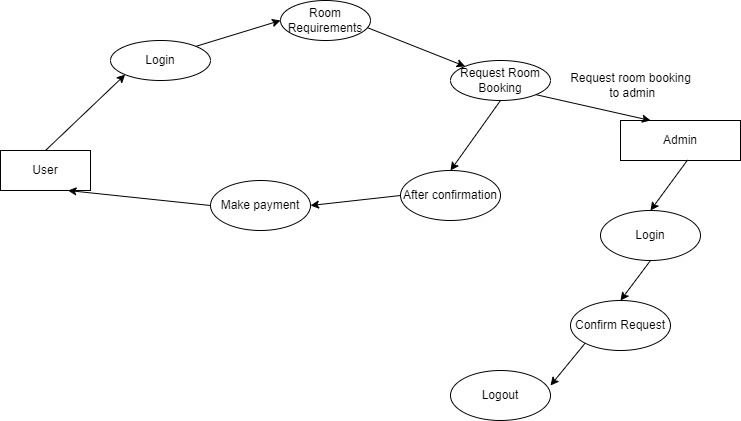 Room
Requirements
Login
Request Room
Booking
Request room booking
to admin
Admin
User
After confirmation
Make payment
Login
Confirm Request
Logout